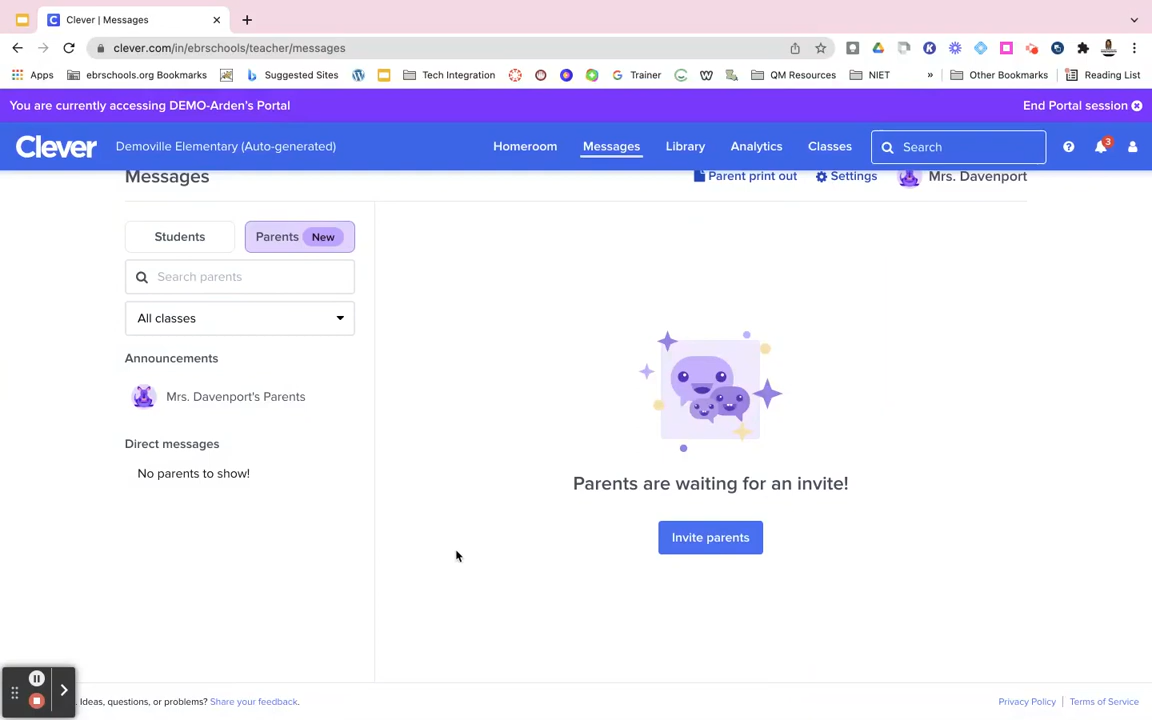 Clever | Messages
clever.com/in/ebrschools/teacher/messages
Apps
ebrschools.org Bookmarks
Suggested Sites
Tech Integration
Trainer
QM Resources
NIET
»
Other Bookmarks
Reading List
You are currently accessing DEMO-Arden's Portal
End Portal session
Clever
Demoville Elementary (Auto-generated)
Homeroom
Messages
Library
Analytics
Classes
Search
3
Messages
Parent print out
Settings
Mrs. Davenport
Students
Parents New
Search parents
All classes
Announcements
Mrs. Davenport's Parents
Direct messages
No parents to show!
Parents are waiting for an invite!
Invite parents
Ideas, questions, or problems? Share your feedback.
Privacy Policy | Terms of Service